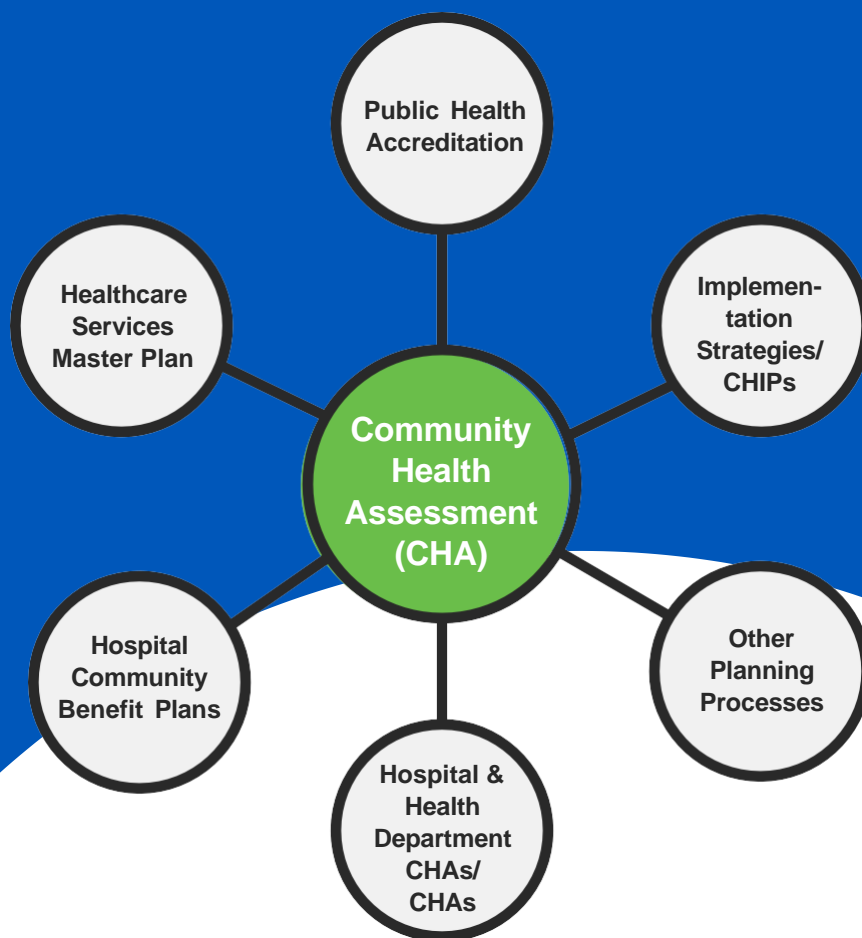 Public Health
Accreditation
Healthcare
Services
Master Plan
Implemen-
tation
Strategies/
CHIPs
Community
Health
Assessment
(CHA)
Hospital
Community
Benefit Plans
Other
Planning
Processes
Hospital &
Health
Department
CHAs/
CHAs